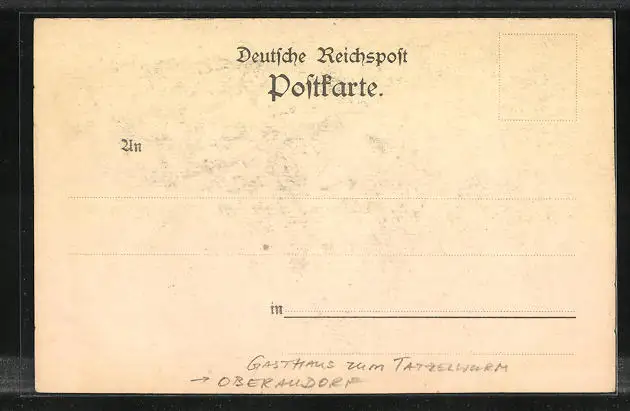 Deutsche Reichspost
Postkarte.
An
in
GASTHAUS zum TATZELWURM
→ OBERAUDORF